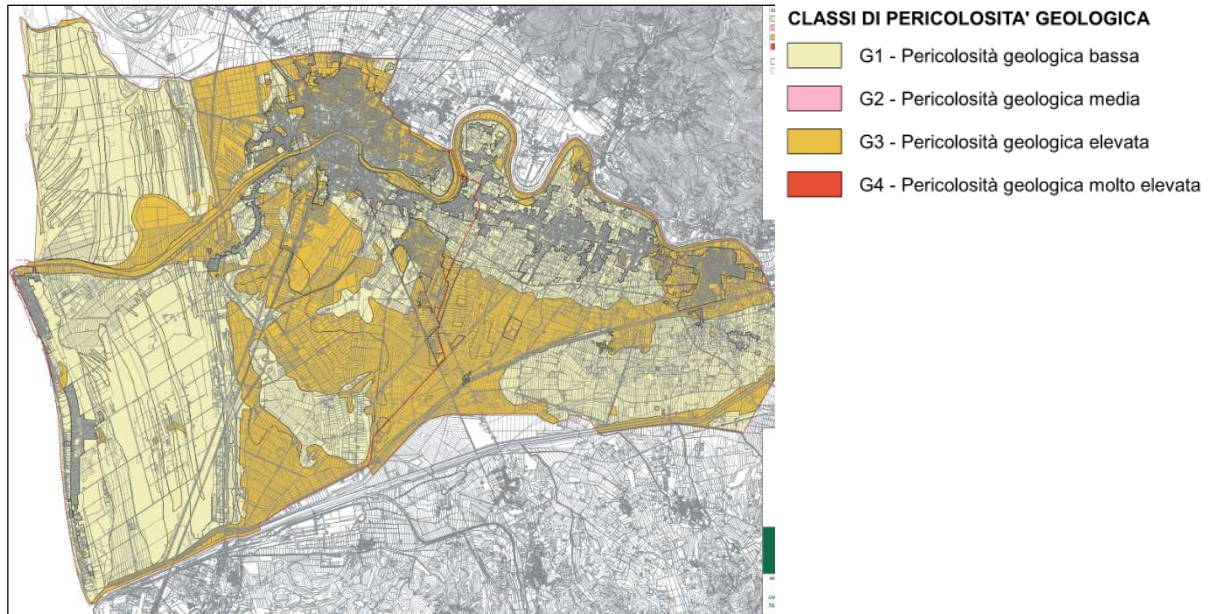 CLASSI DI PERICOLOSITA' GEOLOGICA
G1 - Pericolosità geologica bassa
G2 - Pericolosità geologica media
G3 - Pericolosità geologica elevata
G4 - Pericolosità geologica molto elevata